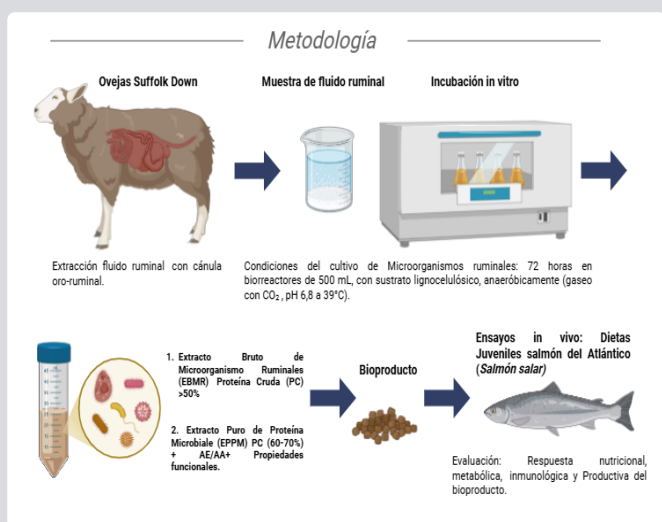 Metodología
Ovejas Suffolk Down
Muestra de fluido ruminal
Incubación in vitro
Extracción fluido ruminal con cánula
oro-ruminal.
Condiciones del cultivo de Microorganismos ruminales: 72 horas en
biorreactores de 500 mL, con sustrato lignocelulósico, anaeróbicamente (gaseo
con CO₂ , pH 6,8 a 39°C).
1. Extracto Bruto de
Microorganismo Ruminales
(EBMR) Proteína Cruda (PC)
>50%
2. Extracto Puro de Proteína
Microbiale (EPPM) PC (60-70%)
+ AE/AA+ Propiedades
funcionales.
Bioproducto
Ensayos in vivo: Dietas
Juveniles salmón del Atlántico
(Salmón salar)
Evaluación: Respuesta nutricional,
metabólica, inmunológica y Productiva del
bioproducto.